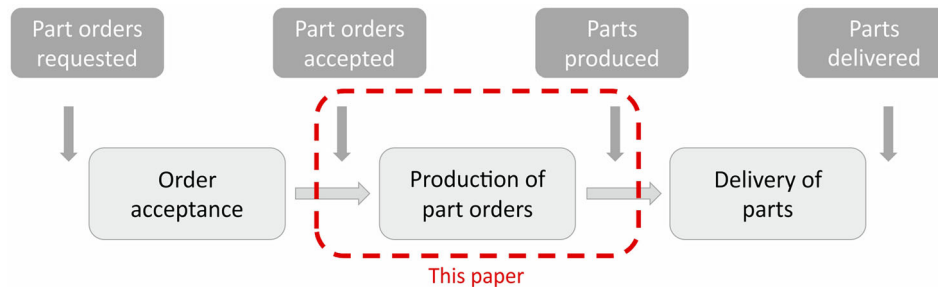 Part orders
requested
Part orders
accepted
Parts
produced
Parts
delivered
Order
acceptance
Production of
part orders
Delivery of
parts
This paper